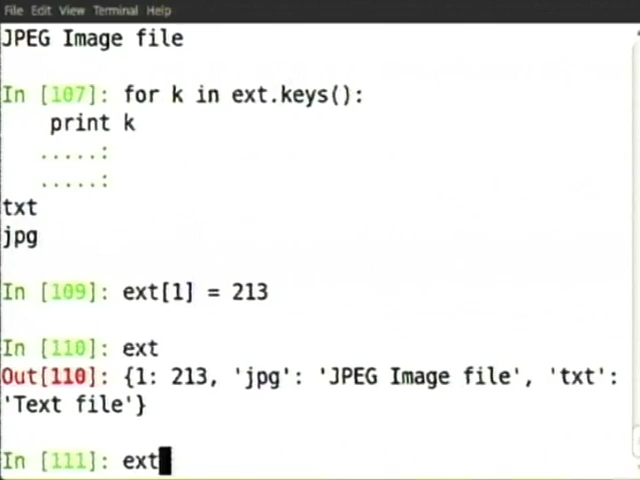 File Edit View Terminal Help
JPEG Image file
In [107]: for k in ext.keys():
print k
.....:
.....:
txt
jpg
In [109]: ext[1] = 213
In [110]: ext
Out[110]: {1: 213, 'jpg': 'JPEG Image file', 'txt':
'Text file'}
In [111]: ext